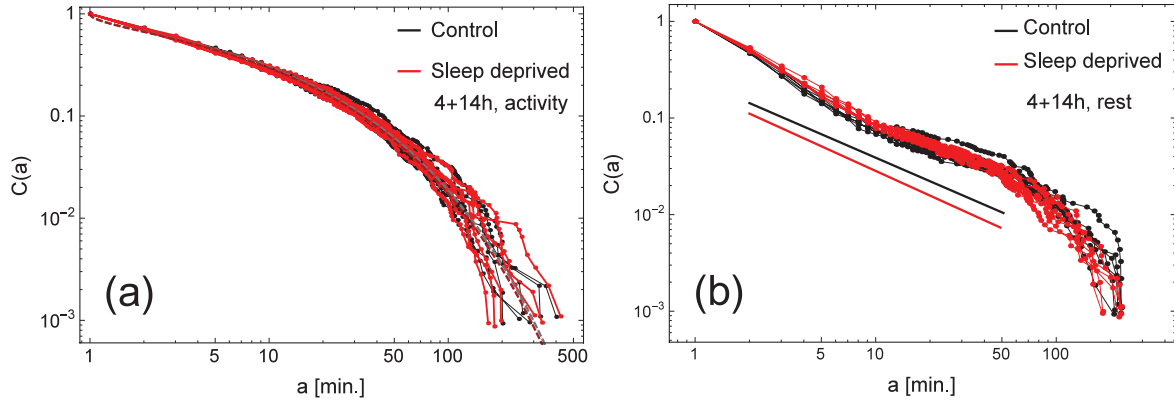 1
0.1
10⁻²
10⁻³
C(a)
Control
Sleep deprived
4+14h, activity
(a)
1
5
10
50
100
500
a [min.]
1
0.1
10⁻²
10⁻³
C(a)
Control
Sleep deprived
4+14h, rest
(b)
1
5
10
50
100
a [min.]